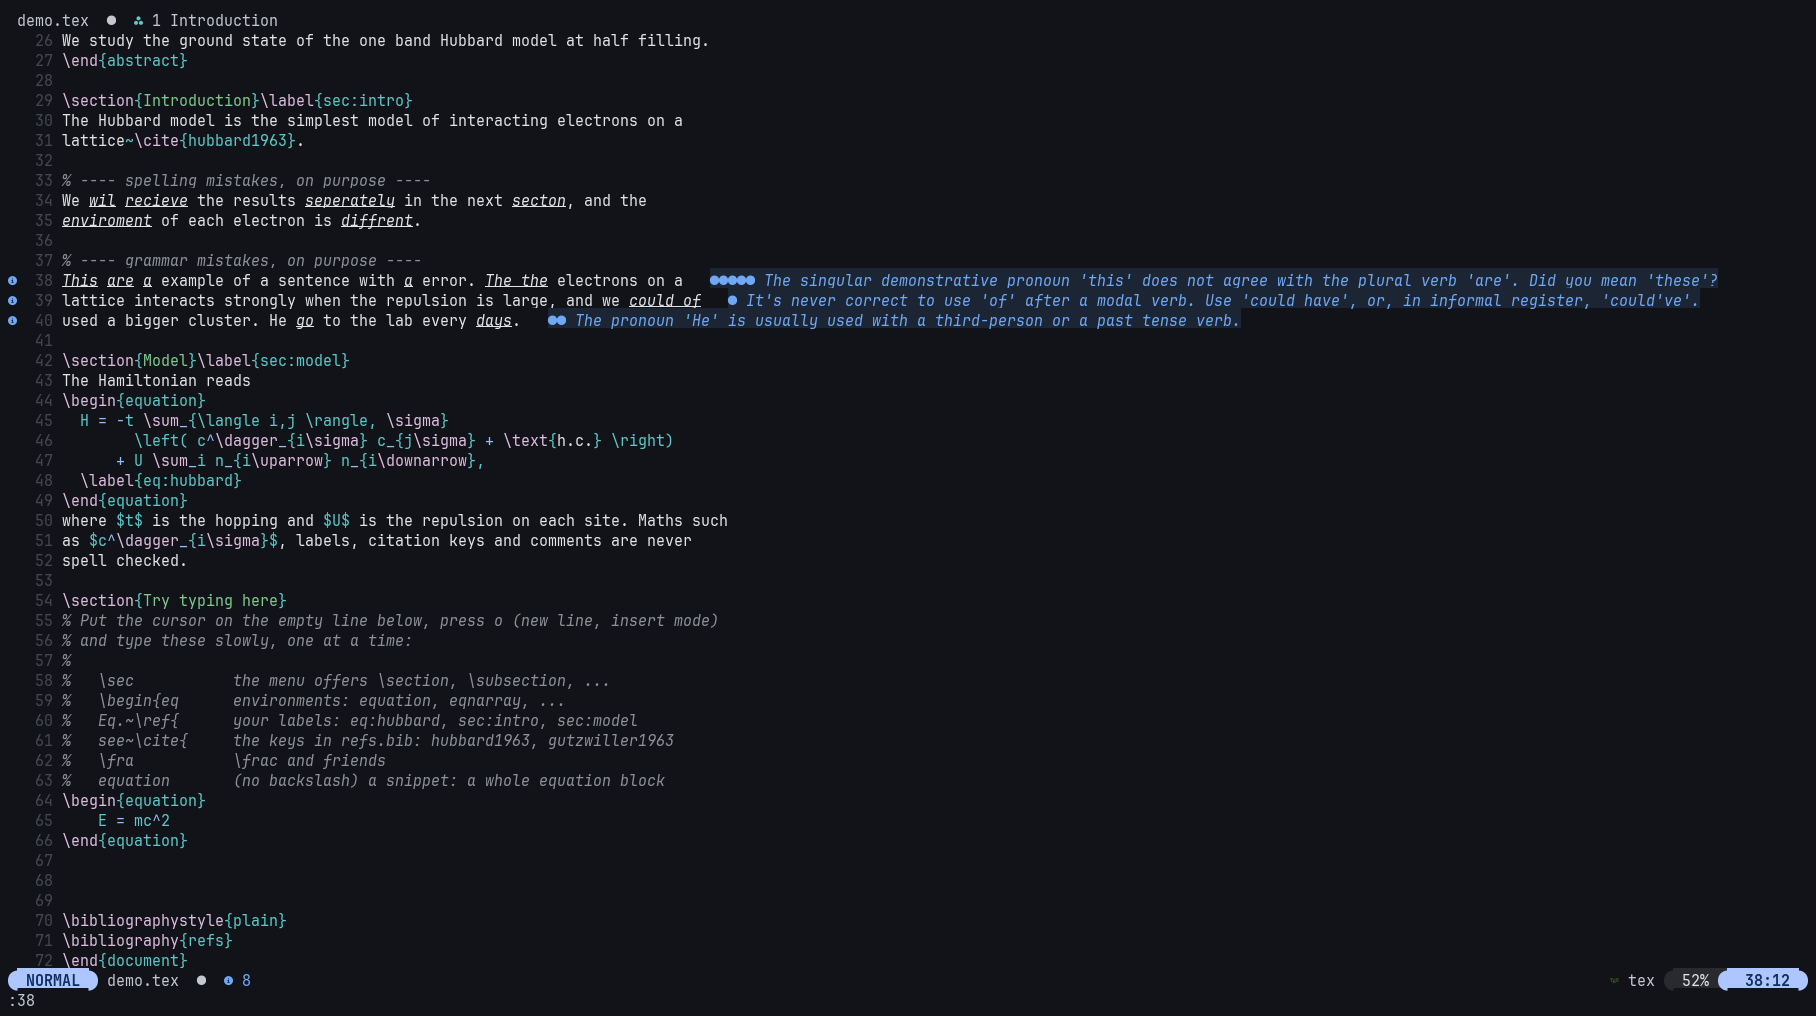 demo.tex ● 1 Introduction
26 We study the ground state of the one band Hubbard model at half filling.
27 \end{abstract}
28
29 \section{Introduction}\label{sec:intro}
30 The Hubbard model is the simplest model of interacting electrons on a
31 lattice~\cite{hubbard1963}.
32
33 % ---- spelling mistakes, on purpose ----
34 We wil recieve the results seperately in the next secton, and the
35 enviroment of each electron is diffrent.
36
37 % ---- grammar mistakes, on purpose ----
38 This are a example of a sentence with a error. The the electrons on a ●●●●● The singular demonstrative pronoun 'this' does not agree with the plural verb 'are'. Did you mean 'these'?
39 lattice interacts strongly when the repulsion is large, and we could of ● It's never correct to use 'of' after a modal verb. Use 'could have', or, in informal register, 'could've'.
40 used a bigger cluster. He go to the lab every days. ●● The pronoun 'He' is usually used with a third-person or a past tense verb.
41
42 \section{Model}\label{sec:model}
43 The Hamiltonian reads
44 \begin{equation}
45   H = -t \sum_{\langle i,j \rangle, \sigma}
46         \left( c^\dagger_{i\sigma} c_{j\sigma} + \text{h.c.} \right)
47       + U \sum_i n_{i\uparrow} n_{i\downarrow},
48   \label{eq:hubbard}
49 \end{equation}
50 where $t$ is the hopping and $U$ is the repulsion on each site. Maths such
51 as $c^\dagger_{i\sigma}$, labels, citation keys and comments are never
52 spell checked.
53
54 \section{Try typing here}
55 % Put the cursor on the empty line below, press o (new line, insert mode)
56 % and type these slowly, one at a time:
57 %
58 %   \sec           the menu offers \section, \subsection, ...
59 %   \begin{eq      environments: equation, eqnarray, ...
60 %   Eq.~\ref{      your labels: eq:hubbard, sec:intro, sec:model
61 %   see~\cite{     the keys in refs.bib: hubbard1963, gutzwiller1963
62 %   \fra           \frac and friends
63 %   equation       (no backslash) a snippet: a whole equation block
64 \begin{equation}
65     E = mc^2
66 \end{equation}
67
68
69
70 \bibliographystyle{plain}
71 \bibliography{refs}
72 \end{document}
NORMAL demo.tex ● 8 tex 52% 38:12
:38